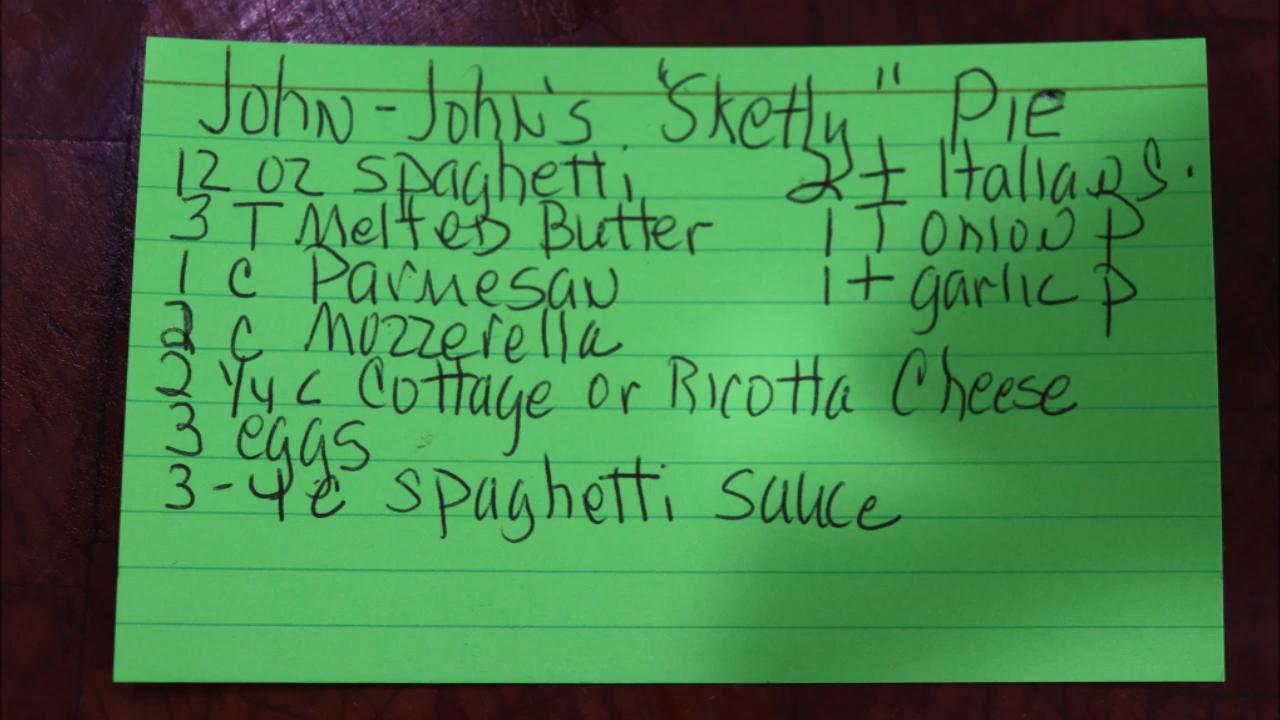 John-John's "Sketty" Pie
12 oz spaghetti 2 t Italian S.
3 T Melted Butter 1 T onion p
1 c Parmesan 1 t garlic p
c Mozzerella
2 1/4 c Cottage or Ricotta Cheese
3 eggs
3-4 c spaghetti sauce